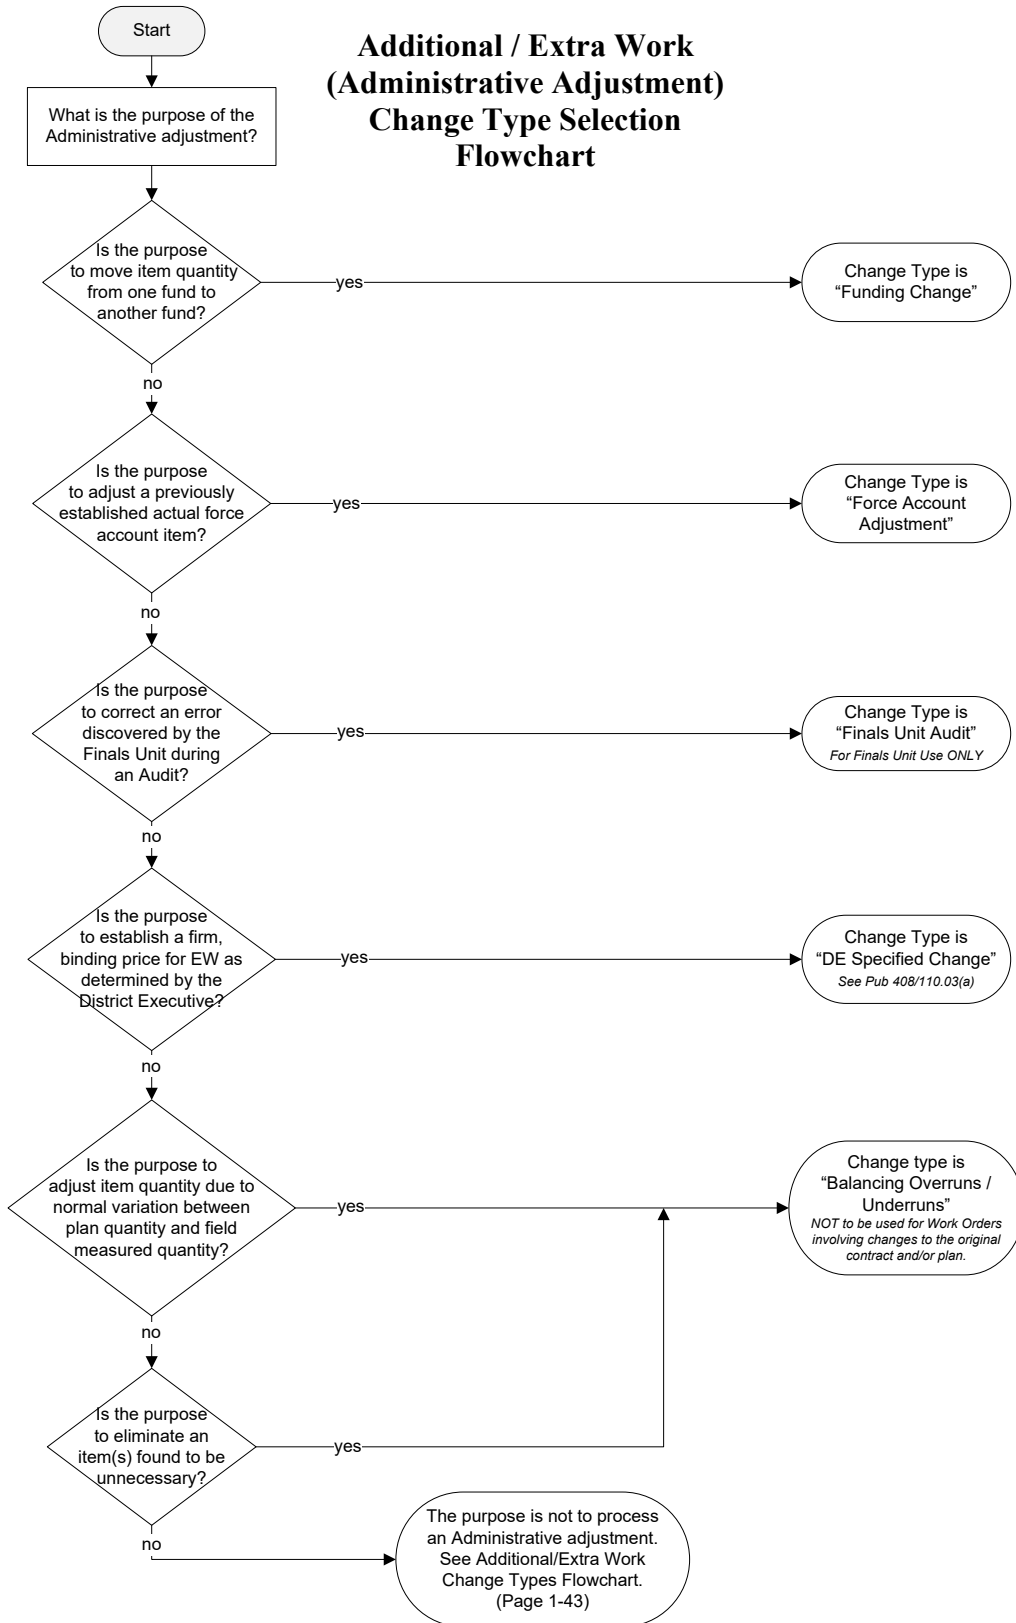 Start
Additional / Extra Work
(Administrative Adjustment)
Change Type Selection
Flowchart
What is the purpose of the
Administrative adjustment?
Is the purpose
to move item quantity
from one fund to
another fund?
yes
Change Type is
“Funding Change”
no
Is the purpose
to adjust a previously
established actual force
account item?
yes
Change Type is
“Force Account
Adjustment”
no
Is the purpose
to correct an error
discovered by the
Finals Unit during
an Audit?
yes
Change Type is
“Finals Unit Audit”
For Finals Unit Use ONLY
no
Is the purpose
to establish a firm,
binding price for EW as
determined by the
District Executive?
yes
Change Type is
“DE Specified Change”
See Pub 408/110.03(a)
no
Is the purpose to
adjust item quantity due to
normal variation between
plan quantity and field
measured quantity?
yes
Change type is
“Balancing Overruns /
Underruns”
NOT to be used for Work Orders
involving changes to the original
contract and/or plan.
no
Is the purpose
to eliminate an
item(s) found to be
unnecessary?
yes
no
The purpose is not to process
an Administrative adjustment.
See Additional/Extra Work
Change Types Flowchart.
(Page 1-43)